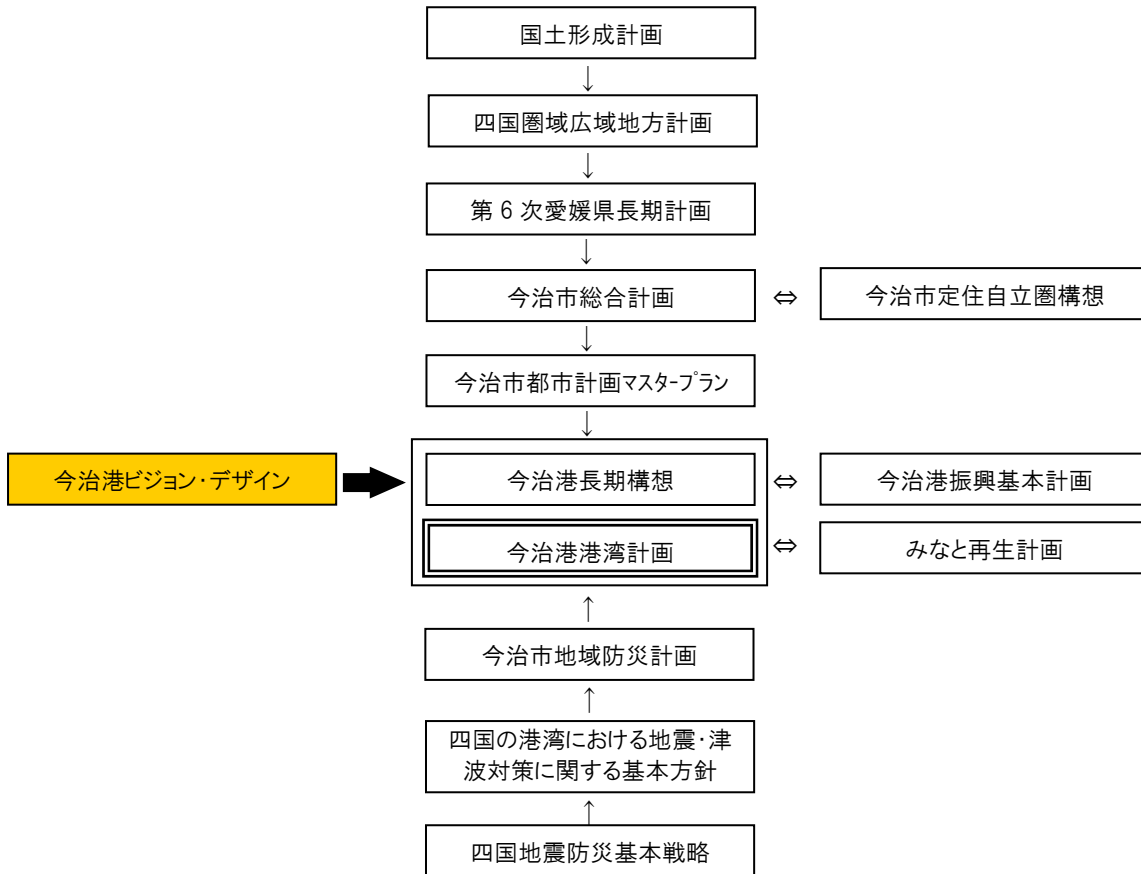 国土形成計画
↓
四国圏域広域地方計画
↓
第 6 次愛媛県長期計画
↓
今治市総合計画
⇔
今治市定住自立圏構想
↓
今治市都市計画マスタープラン
↓
今治港ビジョン・デザイン
今治港長期構想
⇔
今治港振興基本計画
今治港港湾計画
⇔
みなと再生計画
↑
今治市地域防災計画
↑
四国の港湾における地震・津
波対策に関する基本方針
↑
四国地震防災基本戦略